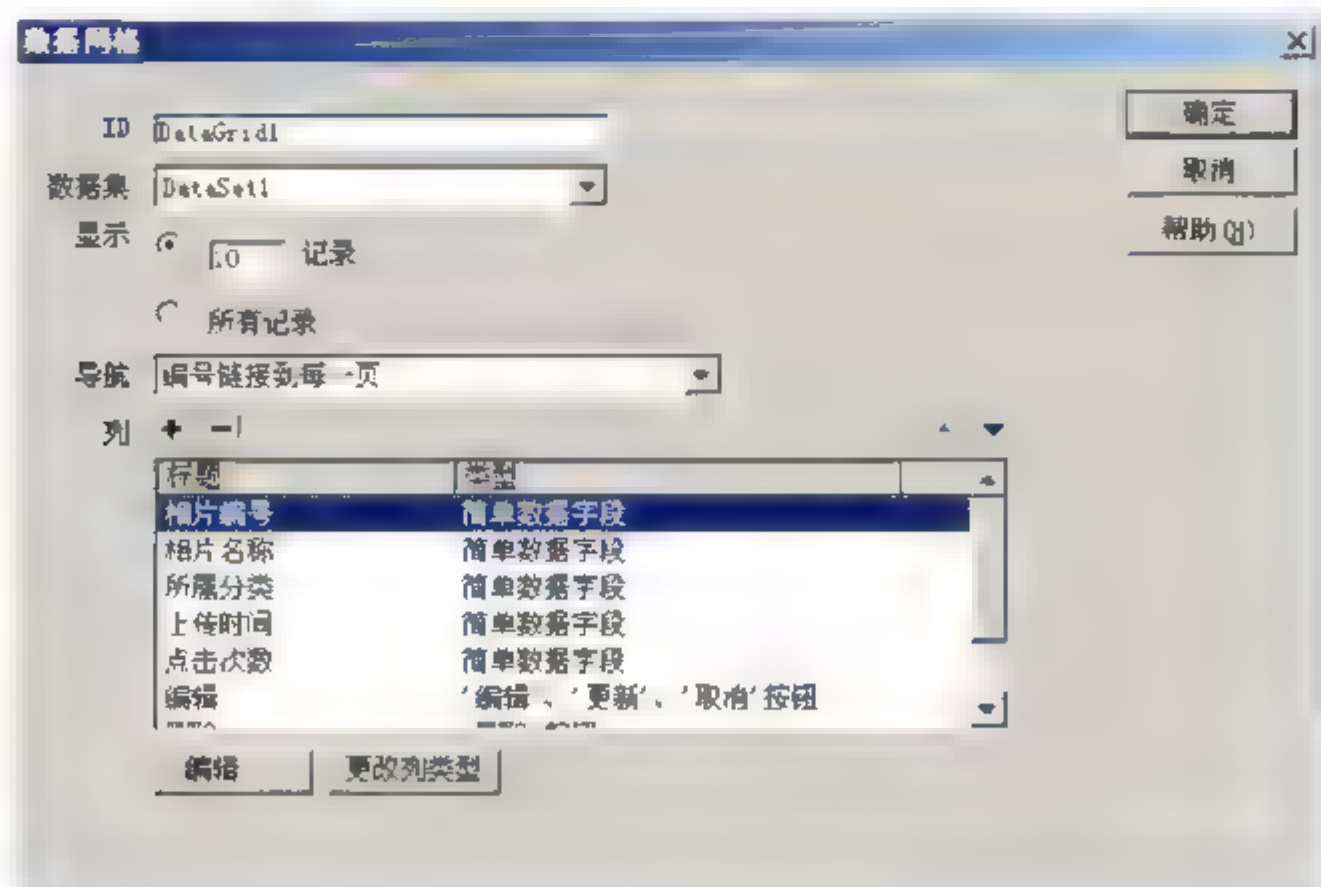 数据网格
ID DataGrid1
确定
数据集 DataSet1
取消
显示 10 记录
帮助(H)
所有记录
导航 编号链接到每一页
列
标题 类型
相片编号 简单数据字段
相片名称 简单数据字段
所属分类 简单数据字段
上传时间 简单数据字段
点击次数 简单数据字段
编辑 '编辑'、'更新'、'取消'按钮
编辑 更改列类型